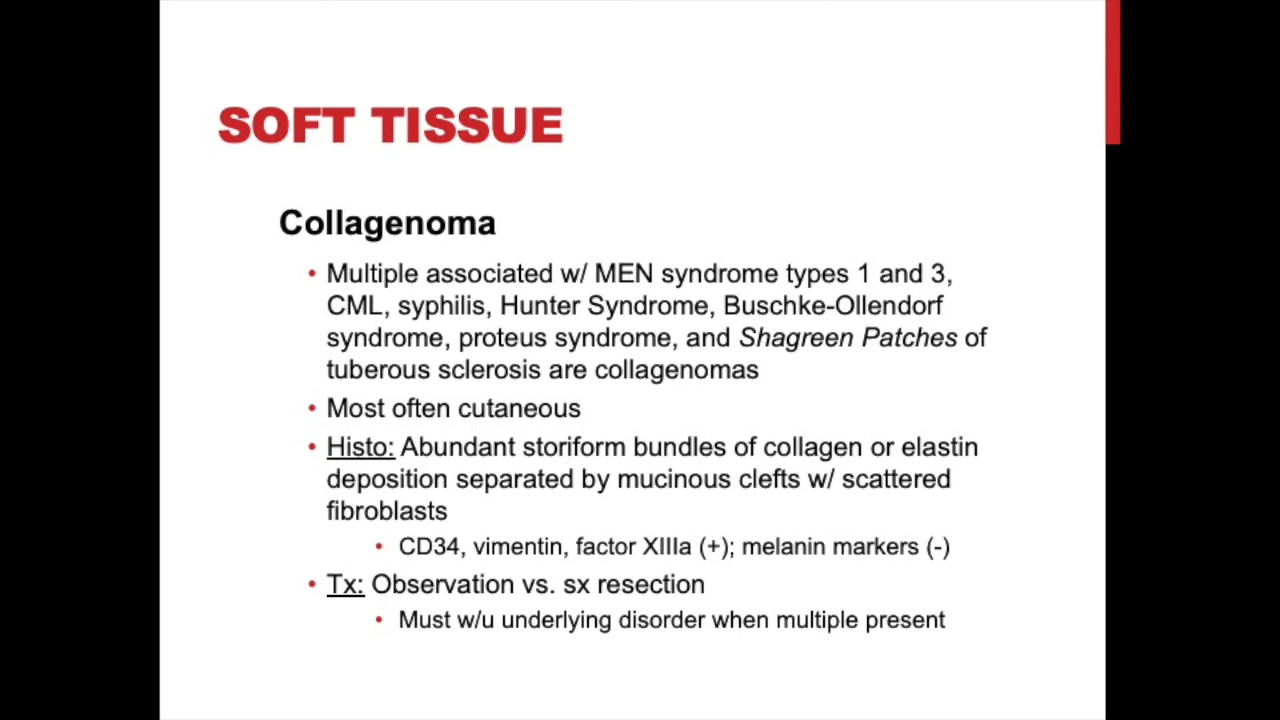 SOFT TISSUE
Collagenoma
• Multiple associated w/ MEN syndrome types 1 and 3,
CML, syphilis, Hunter Syndrome, Buschke-Ollendorf
syndrome, proteus syndrome, and Shagreen Patches of
tuberous sclerosis are collagenomas
• Most often cutaneous
• Histo: Abundant storiform bundles of collagen or elastin
deposition separated by mucinous clefts w/ scattered
fibroblasts
• CD34, vimentin, factor XIIIa (+); melanin markers (-)
• Tx: Observation vs. sx resection
• Must w/u underlying disorder when multiple present